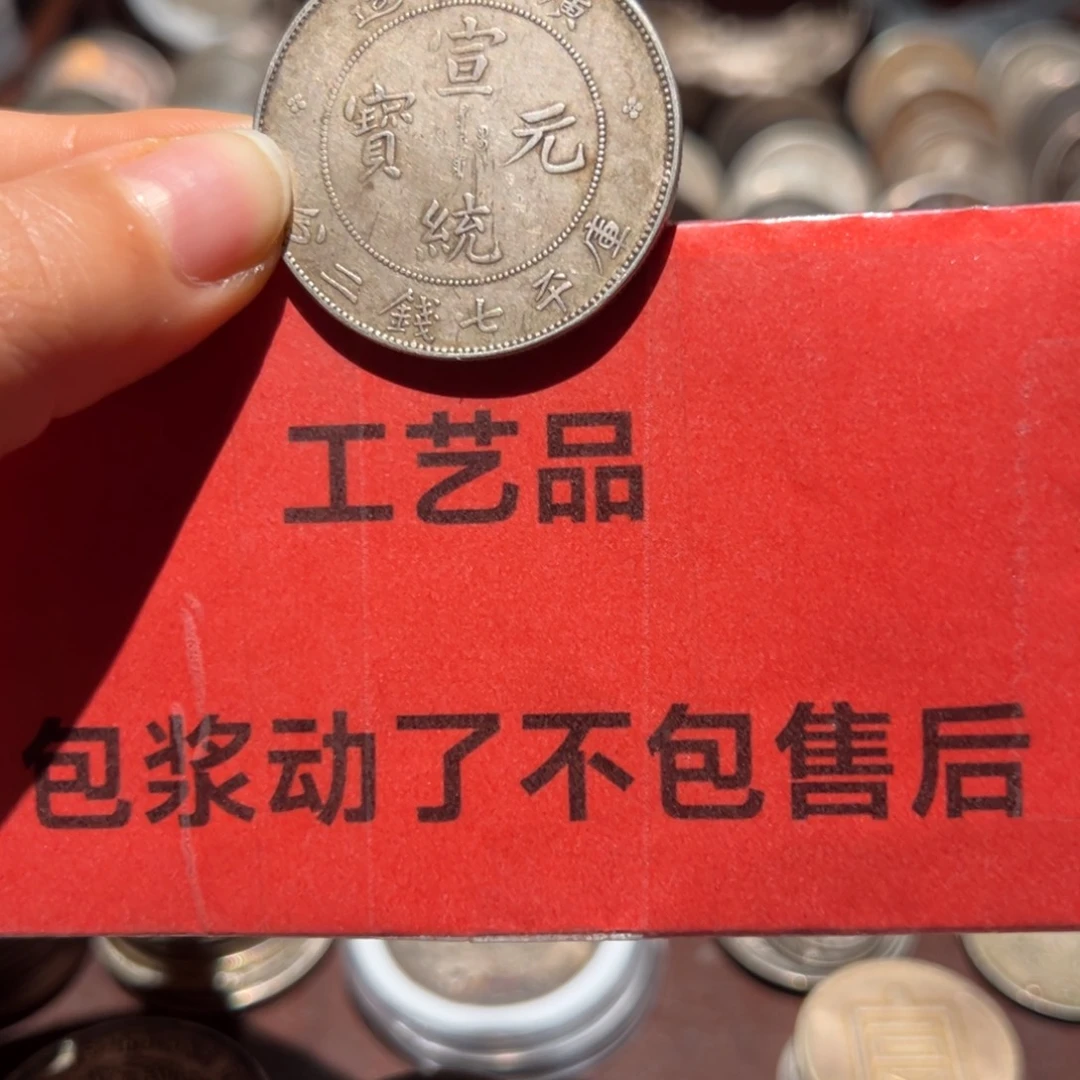 宣統元寶
庫平七錢二
工艺品
包浆动了不包售后